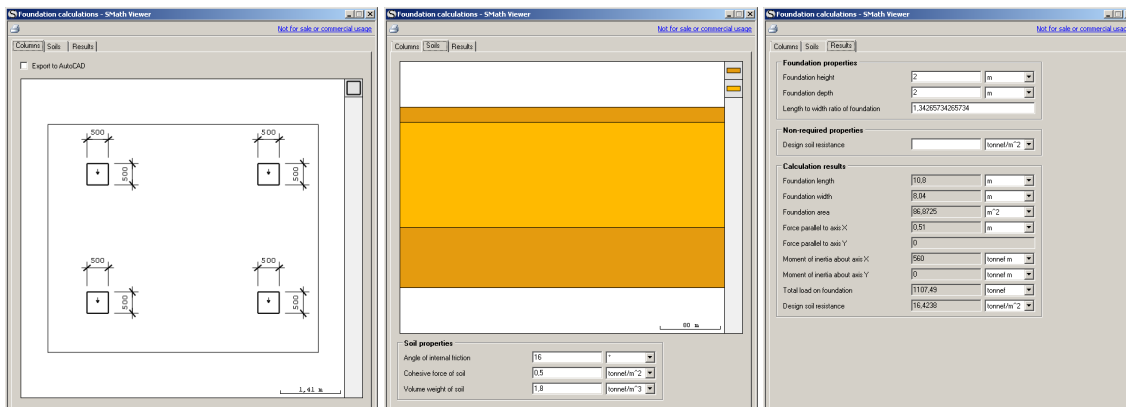 Foundation calculations - SMath Viewer
Not for sale or commercial usage
Columns Soils Results
Export to AutoCAD
500 500
500 500
500 500
500 500
1,41 m
Foundation calculations - SMath Viewer
Not for sale or commercial usage
Columns Soils Results
80 m
Soil properties
Angle of internal friction 16 °
Cohesive force of soil 0,5 tonnef/m^2
Volume weight of soil 1,8 tonnef/m^3
Foundation calculations - SMath Viewer
Not for sale or commercial usage
Columns Soils Results
Foundation properties
Foundation height 2 m
Foundation depth 2 m
Length to width ratio of foundation 1,34265734265734
Non-required properties
Design soil resistance tonnef/m^2
Calculation results
Foundation length 10,8 m
Foundation width 8,04 m
Foundation area 86,8725 m^2
Force parallel to axis X 0,51 m
Force parallel to axis Y 0
Moment of inertia about axis X 560 tonnef m
Moment of inertia about axis Y 0 tonnef m
Total load on foundation 1107,49 tonnef
Design soil resistance 16,4238 tonnef/m^2